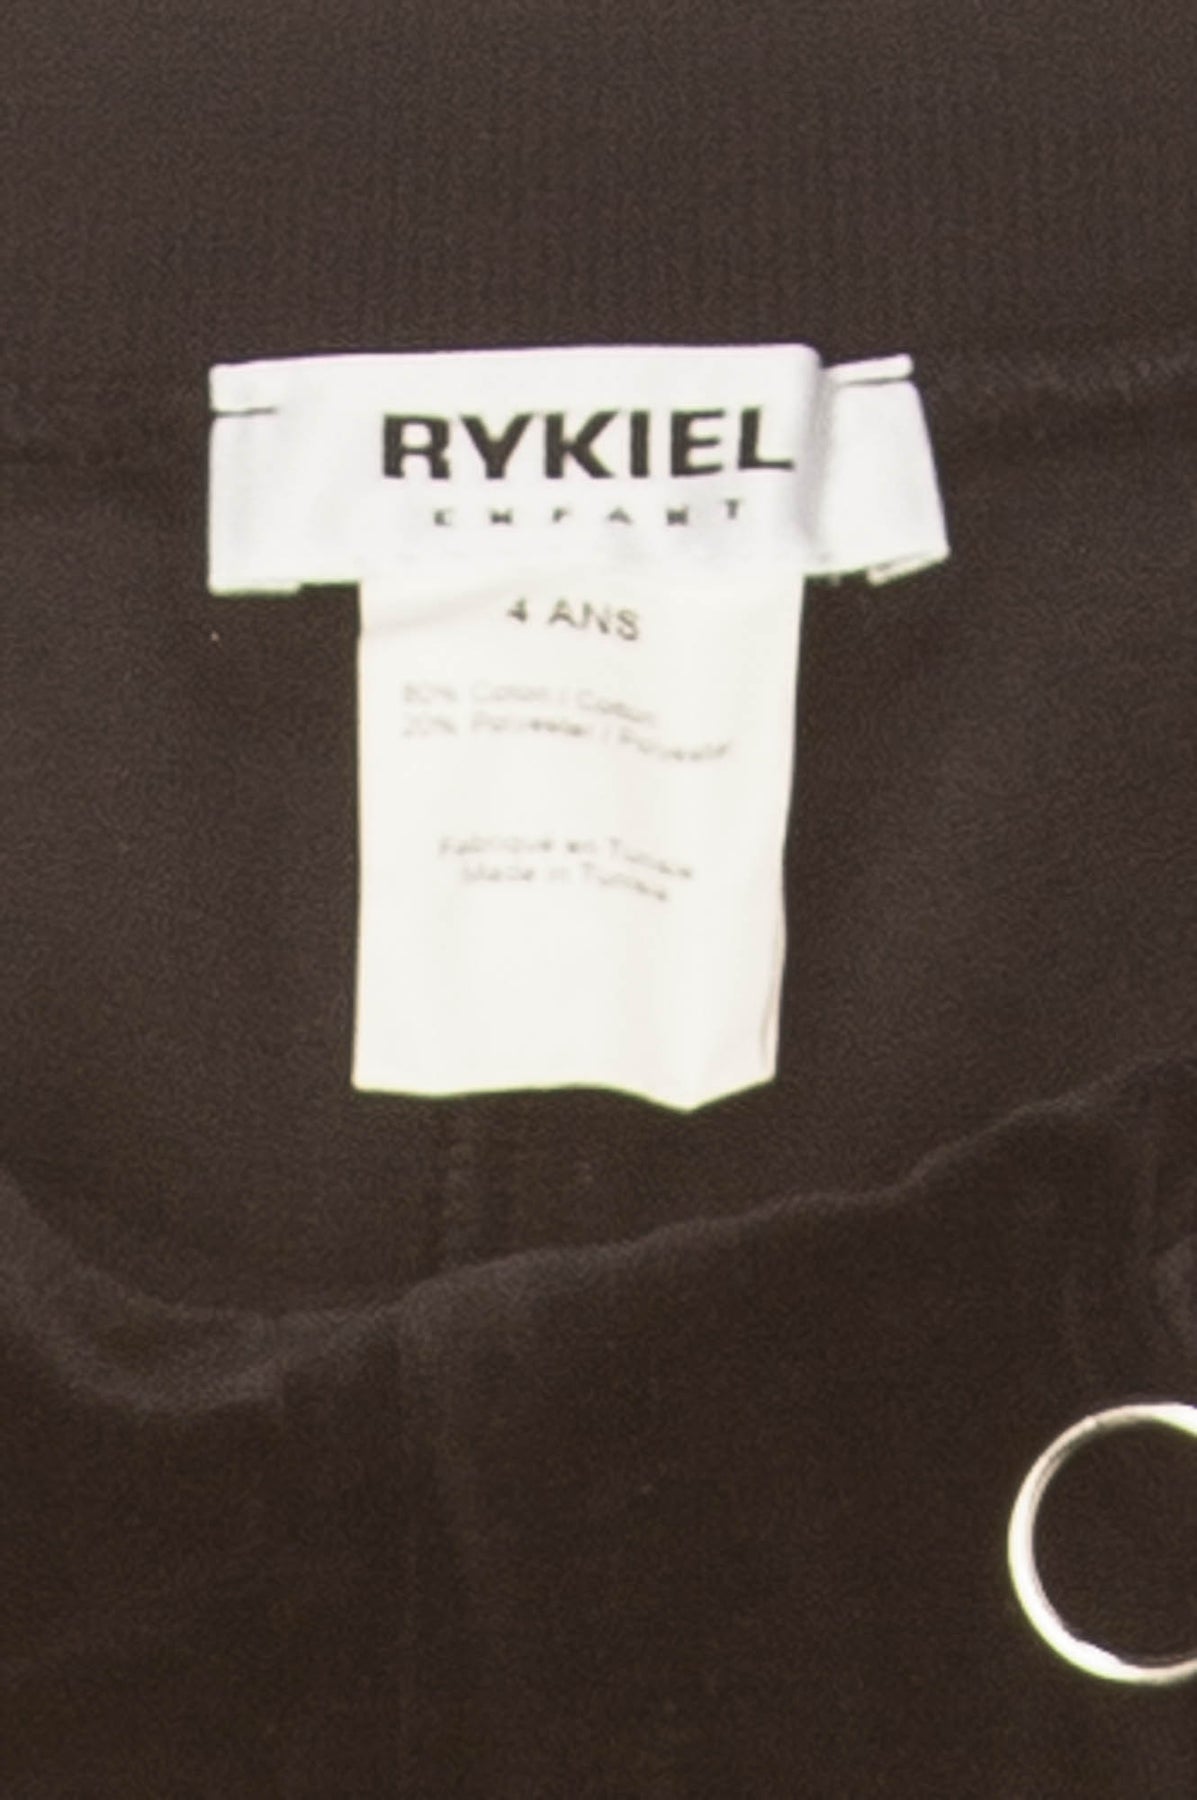 RYKIEL
ENFANT
4 ANS
80% Coton / Cotton
20% Polyester / Polyester
Fabriqué en Tunisie
Made in Tunisia